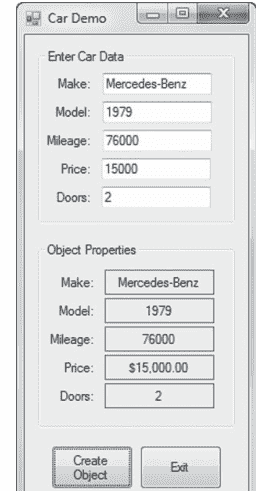 Car Demo
Enter Car Data
Make: Mercedes-Benz
Model: 1979
Mileage: 76000
Price: 15000
Doors: 2
Object Properties
Make: Mercedes-Benz
Model: 1979
Mileage: 76000
Price: $15,000.00
Doors: 2
Create Object Exit